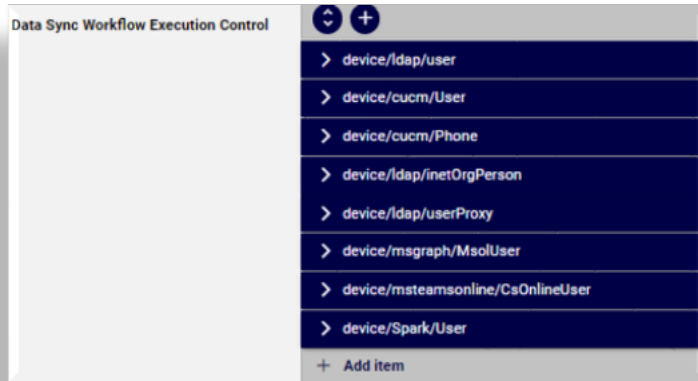 Data Sync Workflow Execution Control
device/ldap/user
device/cucm/User
device/cucm/Phone
device/ldap/inetOrgPerson
device/ldap/userProxy
device/msgraph/MsolUser
device/msteamsonline/CsOnlineUser
device/Spark/User
+ Add item